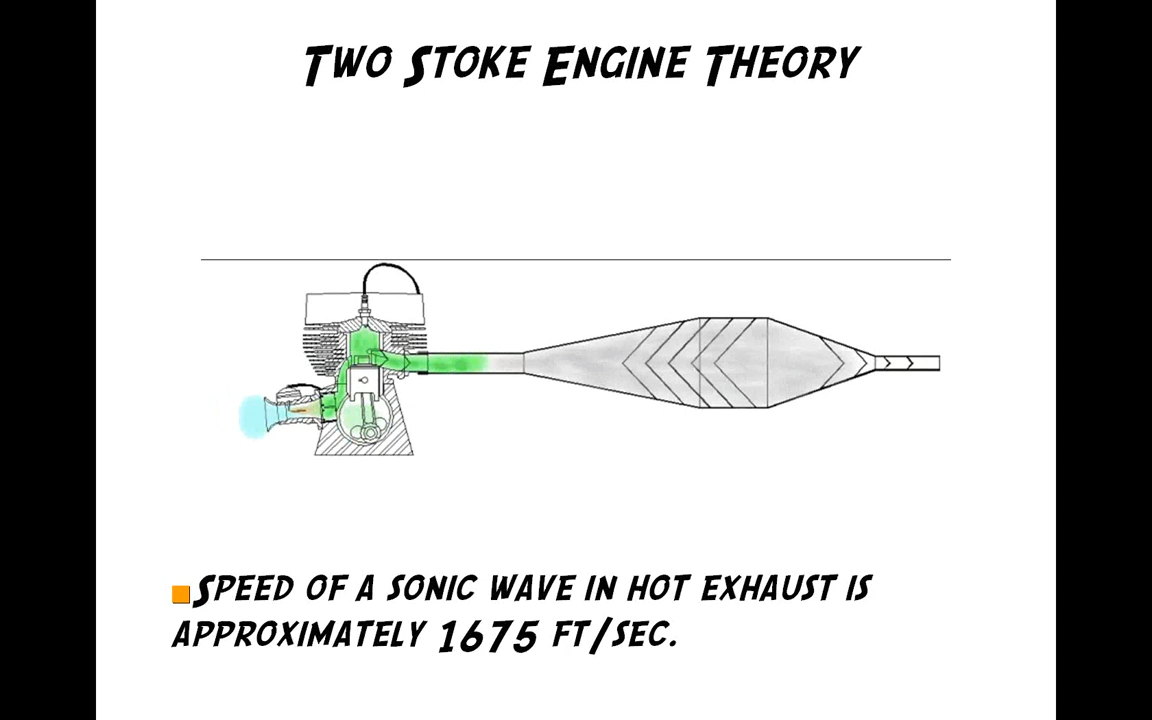 Two Stoke Engine Theory
Speed of a sonic wave in hot exhaust is
approximately 1675 ft/sec.